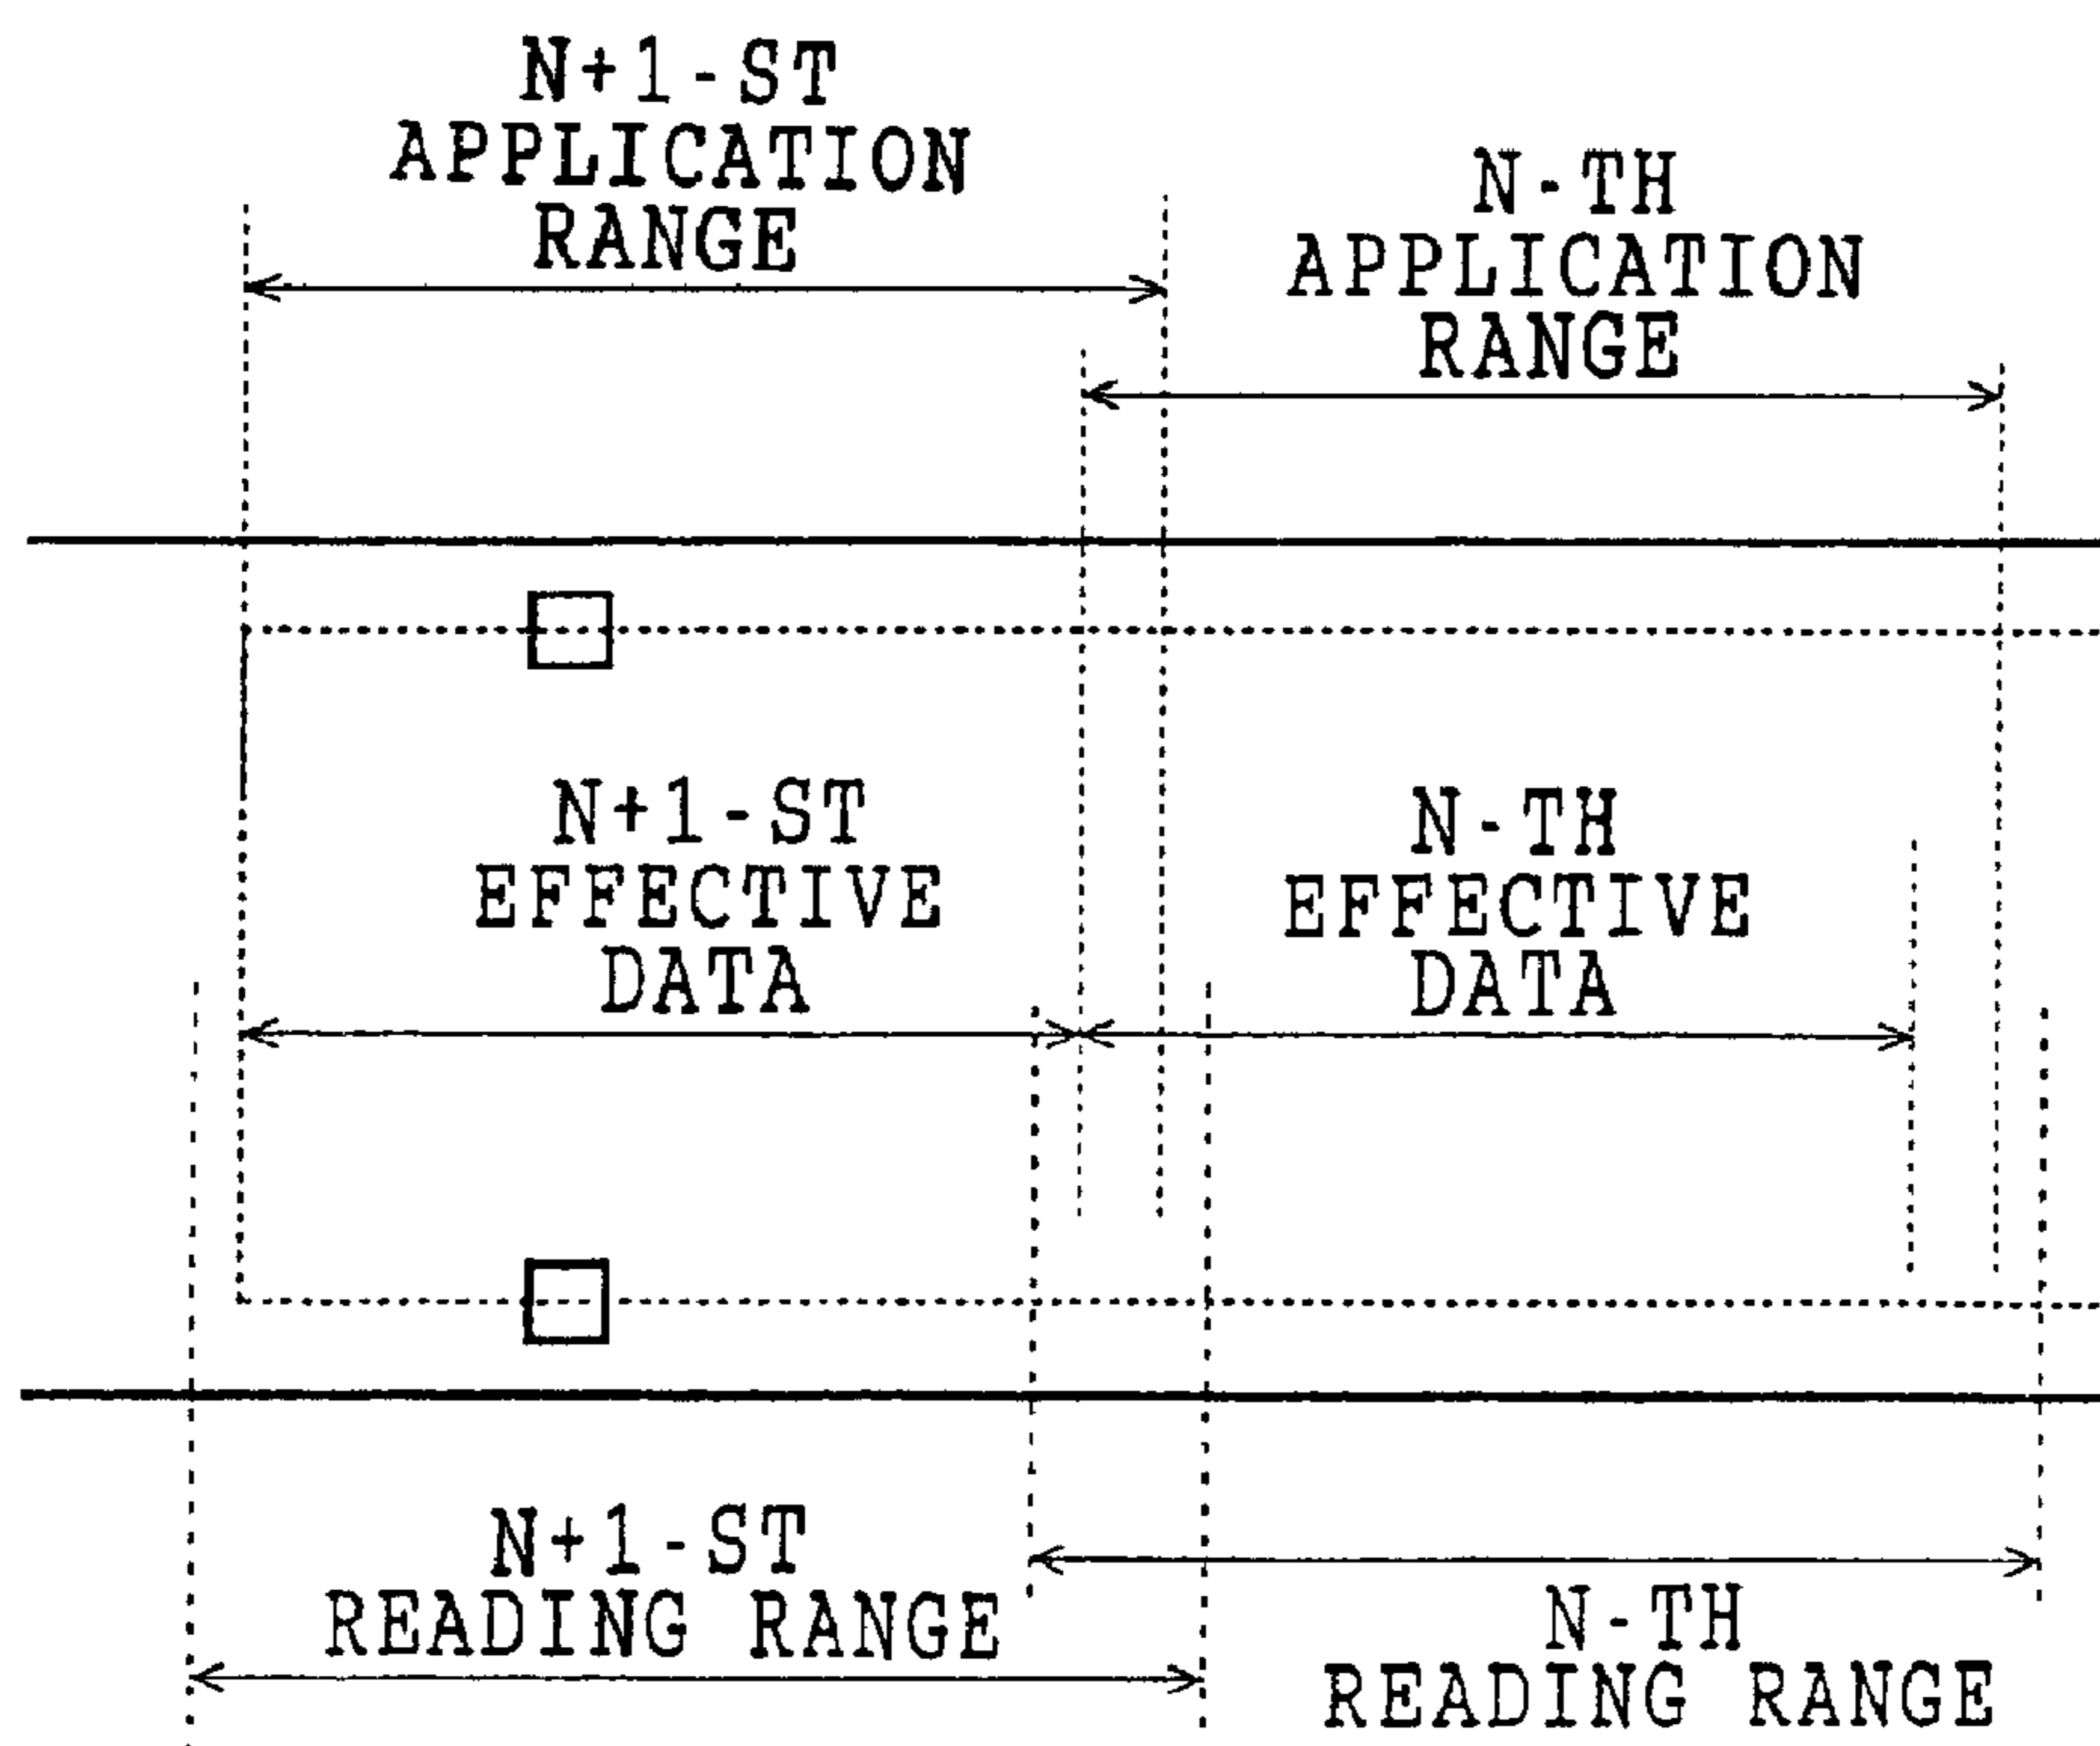 N+1-ST
APPLICATION
RANGE
N-TH
APPLICATION
RANGE
N+1-ST
EFFECTIVE
DATA
N-TH
EFFECTIVE
DATA
N+1-ST
READING RANGE
N-TH
READING RANGE